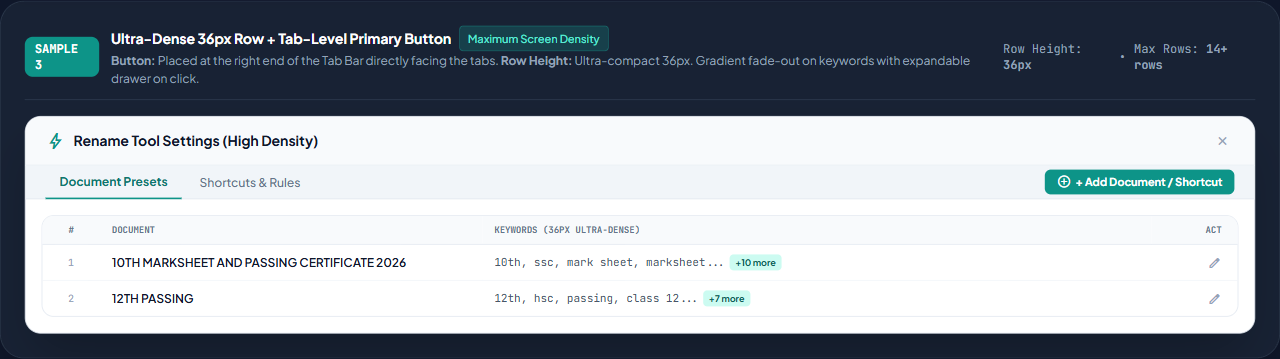 SAMPLE 3
Ultra-Dense 36px Row + Tab-Level Primary Button Maximum Screen Density
Button: Placed at the right end of the Tab Bar directly facing the tabs. Row Height: Ultra-compact 36px. Gradient fade-out on keywords with expandable
drawer on click.
Row Height: 36px • Max Rows: 14+ rows
Rename Tool Settings (High Density) ×
Document Presets Shortcuts & Rules + Add Document / Shortcut
# DOCUMENT KEYWORDS (36PX ULTRA-DENSE) ACT
1 10TH MARKSHEET AND PASSING CERTIFICATE 2026 10th, ssc, mark sheet, marksheet... +10 more
2 12TH PASSING 12th, hsc, passing, class 12... +7 more